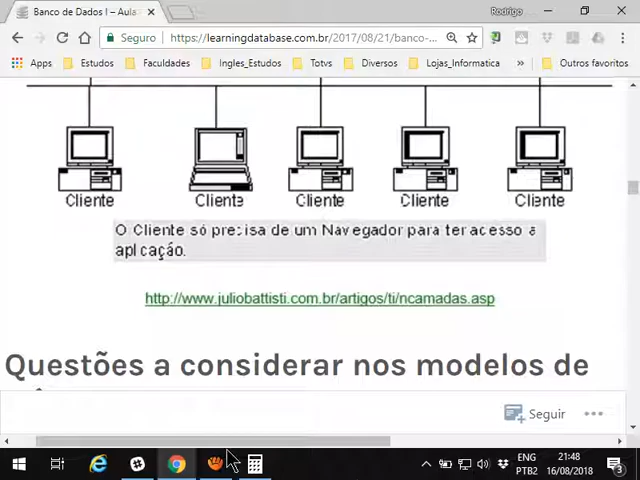 Banco de Dados I – Aula
Rodrigo
Seguro https://learningdatabase.com.br/2017/08/21/banco-...
Apps Estudos Faculdades Ingles_Estudos Totvs Diversos Lojas_Informatica » Outros favoritos
Cliente Cliente Cliente Cliente Cliente
O Cliente só precisa de um Navegador para ter acesso a
aplicação.
http://www.juliobattisti.com.br/artigos/ti/ncamadas.asp
Questões a considerar nos modelos de
Seguir
ENG 21:48
PTB2 16/08/2018
3